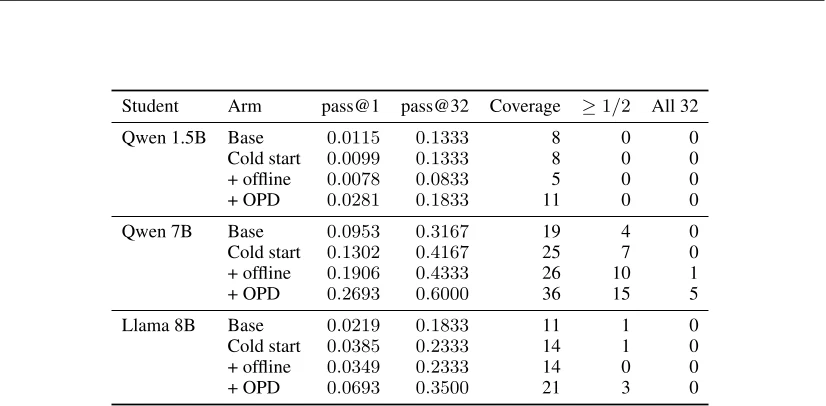 Student Arm pass@1 pass@32 Coverage ≥ 1/2 All 32
Qwen 1.5B Base 0.0115 0.1333 8 0 0
Cold start 0.0099 0.1333 8 0 0
+ offline 0.0078 0.0833 5 0 0
+ OPD 0.0281 0.1833 11 0 0
Qwen 7B Base 0.0953 0.3167 19 4 0
Cold start 0.1302 0.4167 25 7 0
+ offline 0.1906 0.4333 26 10 1
+ OPD 0.2693 0.6000 36 15 5
Llama 8B Base 0.0219 0.1833 11 1 0
Cold start 0.0385 0.2333 14 1 0
+ offline 0.0349 0.2333 14 0 0
+ OPD 0.0693 0.3500 21 3 0